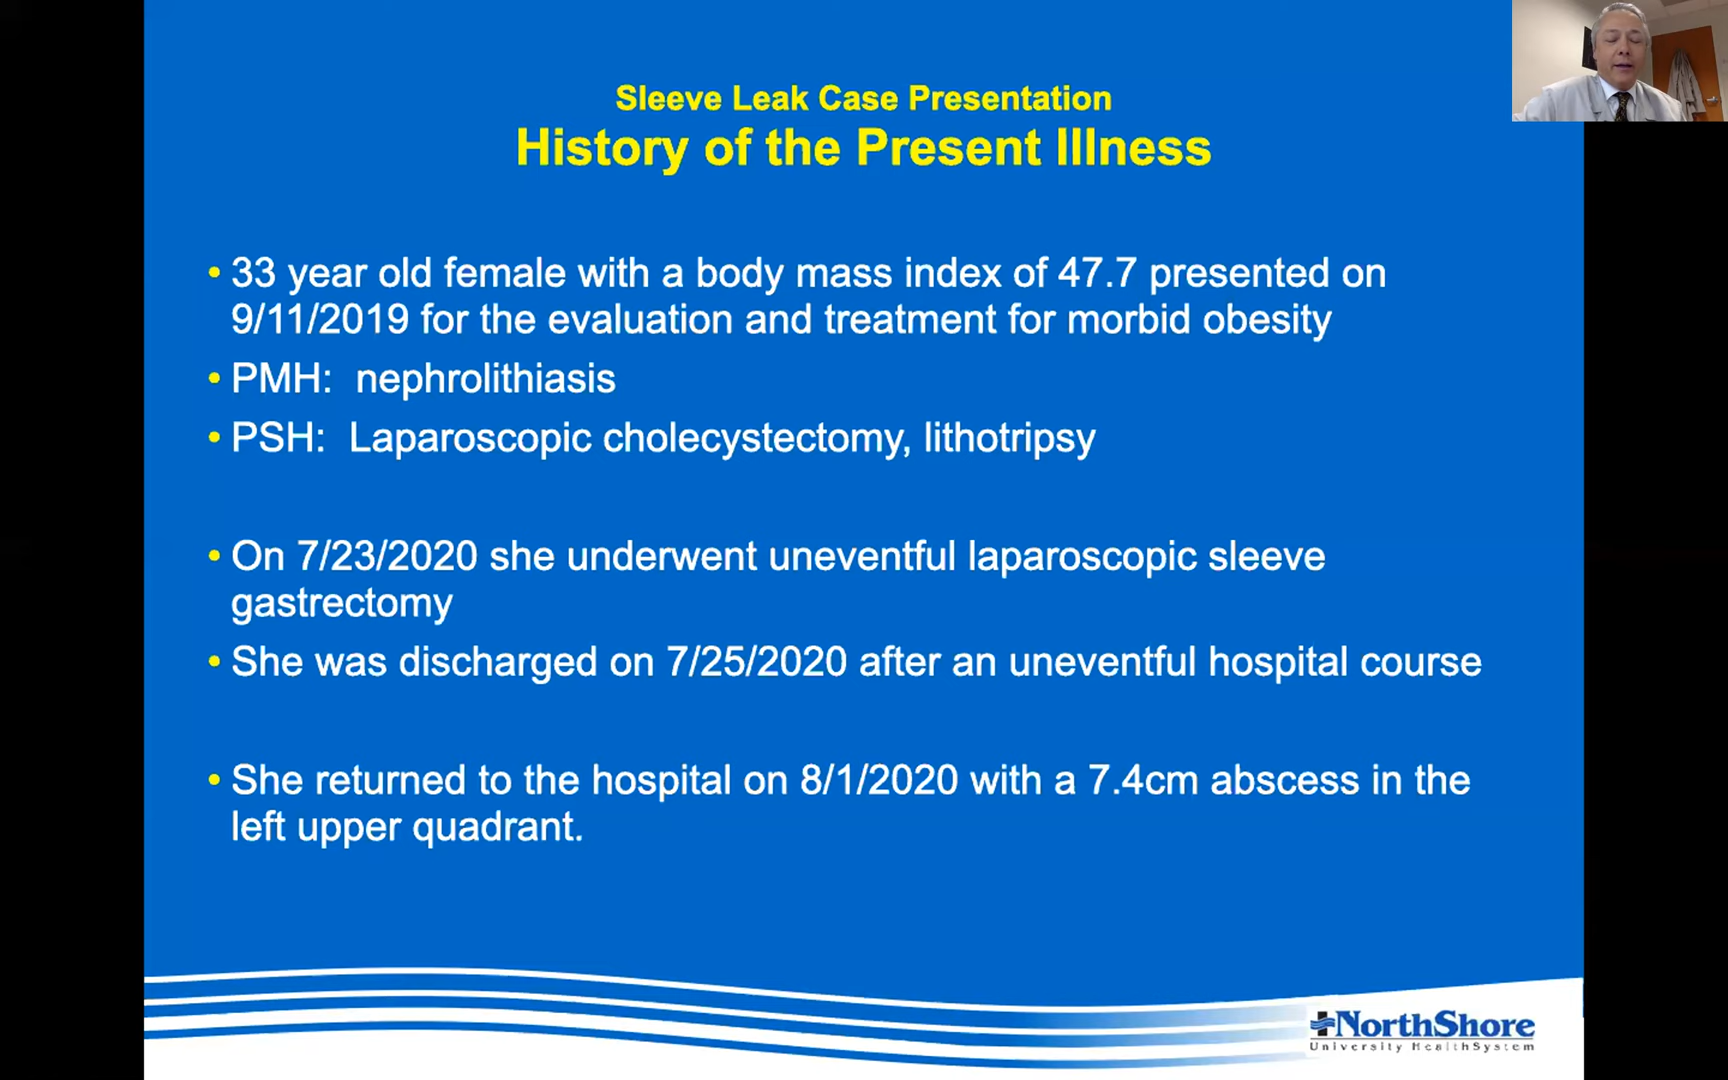 Sleeve Leak Case Presentation
History of the Present Illness
• 33 year old female with a body mass index of 47.7 presented on
9/11/2019 for the evaluation and treatment for morbid obesity
• PMH: nephrolithiasis
• PSH: Laparoscopic cholecystectomy, lithotripsy
• On 7/23/2020 she underwent uneventful laparoscopic sleeve
gastrectomy
• She was discharged on 7/25/2020 after an uneventful hospital course
• She returned to the hospital on 8/1/2020 with a 7.4cm abscess in the
left upper quadrant.
NorthShore
University HealthSystem